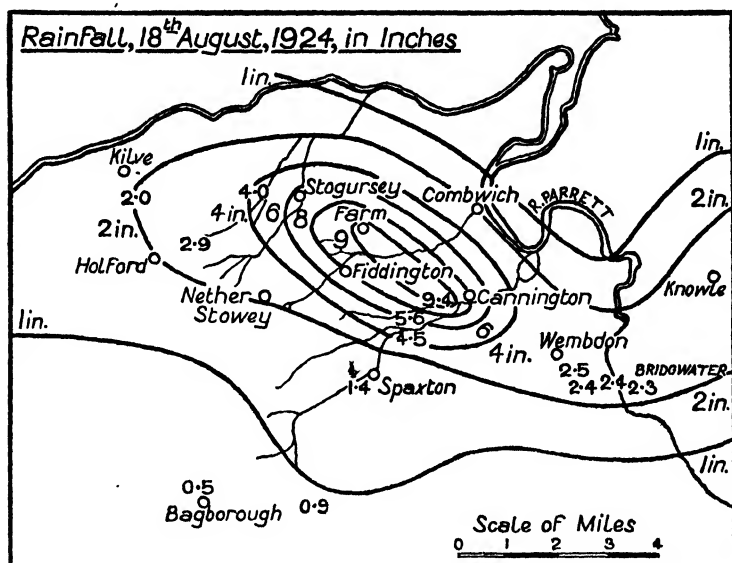 Rainfall, 18th August, 1924, in Inches
1in.
1in.
Kilve
2.0
4.0
Stogursey
Combwich
R. PARRETT
2in.
2in.
4in.
6
8
Farm
9
2.9
Holford
Fiddington
Knowle
Nether
Stowey
9.4
Cannington
1in.
5.6
4.5
6
4in.
Wembdon
2.5
BRIDGWATER
2.4
2.4
2.3
1.4
Spaxton
2in.
1in.
0.5
Bagborough
0.9
Scale of Miles
0 1 2 3 4